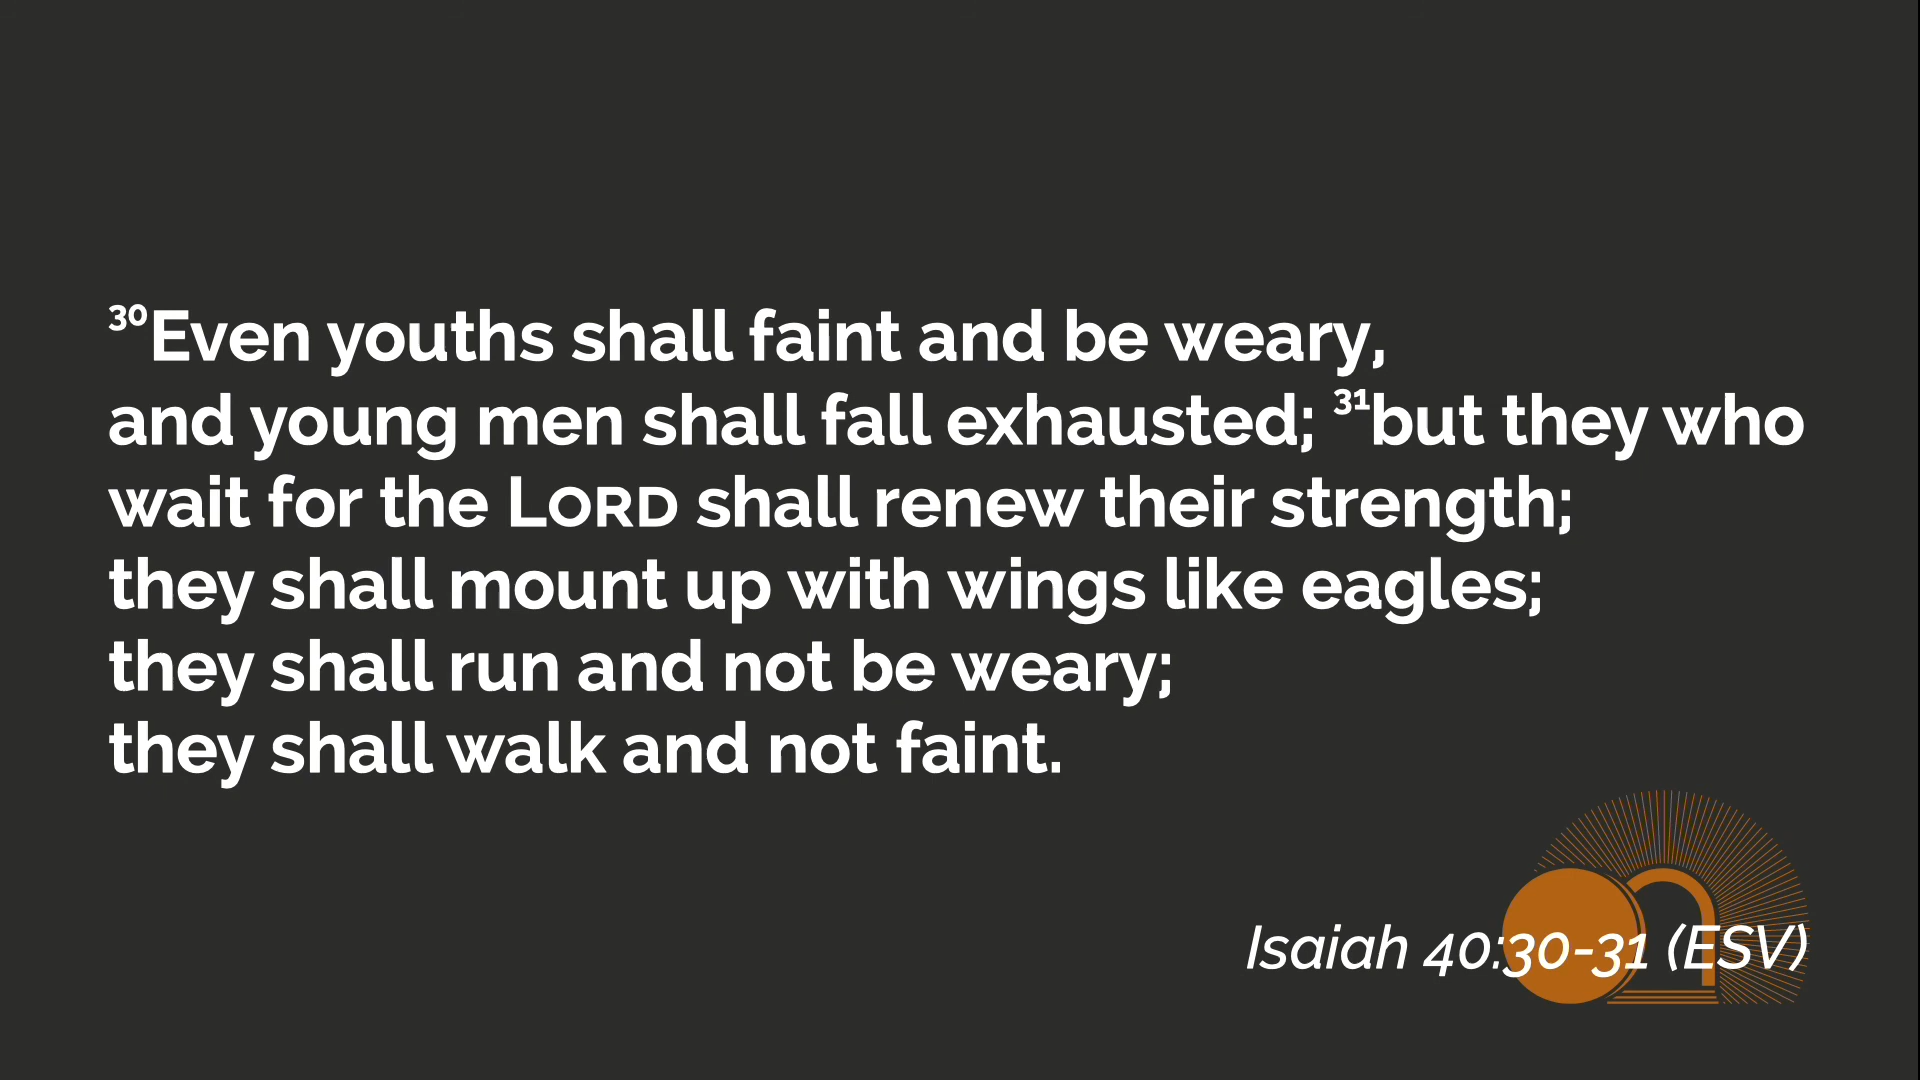 ³⁰Even youths shall faint and be weary,
and young men shall fall exhausted; ³¹but they who
wait for the LORD shall renew their strength;
they shall mount up with wings like eagles;
they shall run and not be weary;
they shall walk and not faint.
Isaiah 40:30-31 (ESV)